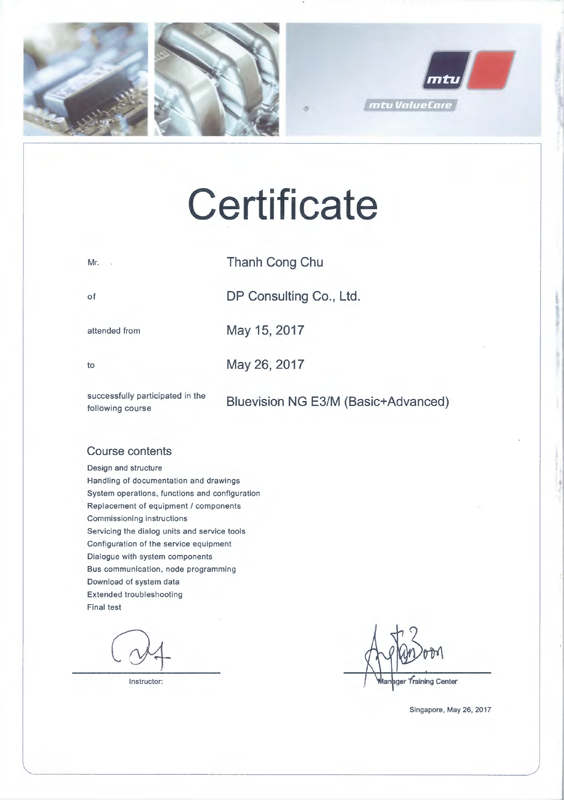 mtu
mtu ValueCare
Certificate
Mr. Thanh Cong Chu
of DP Consulting Co., Ltd.
attended from May 15, 2017
to May 26, 2017
successfully participated in the
following course Bluevision NG E3/M (Basic+Advanced)
Course contents
Design and structure
Handling of documentation and drawings
System operations, functions and configuration
Replacement of equipment / components
Commissioning instructions
Servicing the dialog units and service tools
Configuration of the service equipment
Dialogue with system components
Bus communication, node programming
Download of system data
Extended troubleshooting
Final test
Instructor: Manager Training Center
Singapore, May 26, 2017